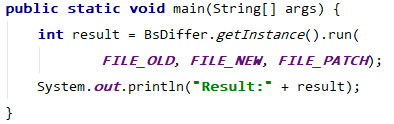 public static void main(String[] args) {
    int result = BsDiffer.getInstance().run(
            FILE_OLD, FILE_NEW, FILE_PATCH);
    System.out.println("Result:" + result);
}